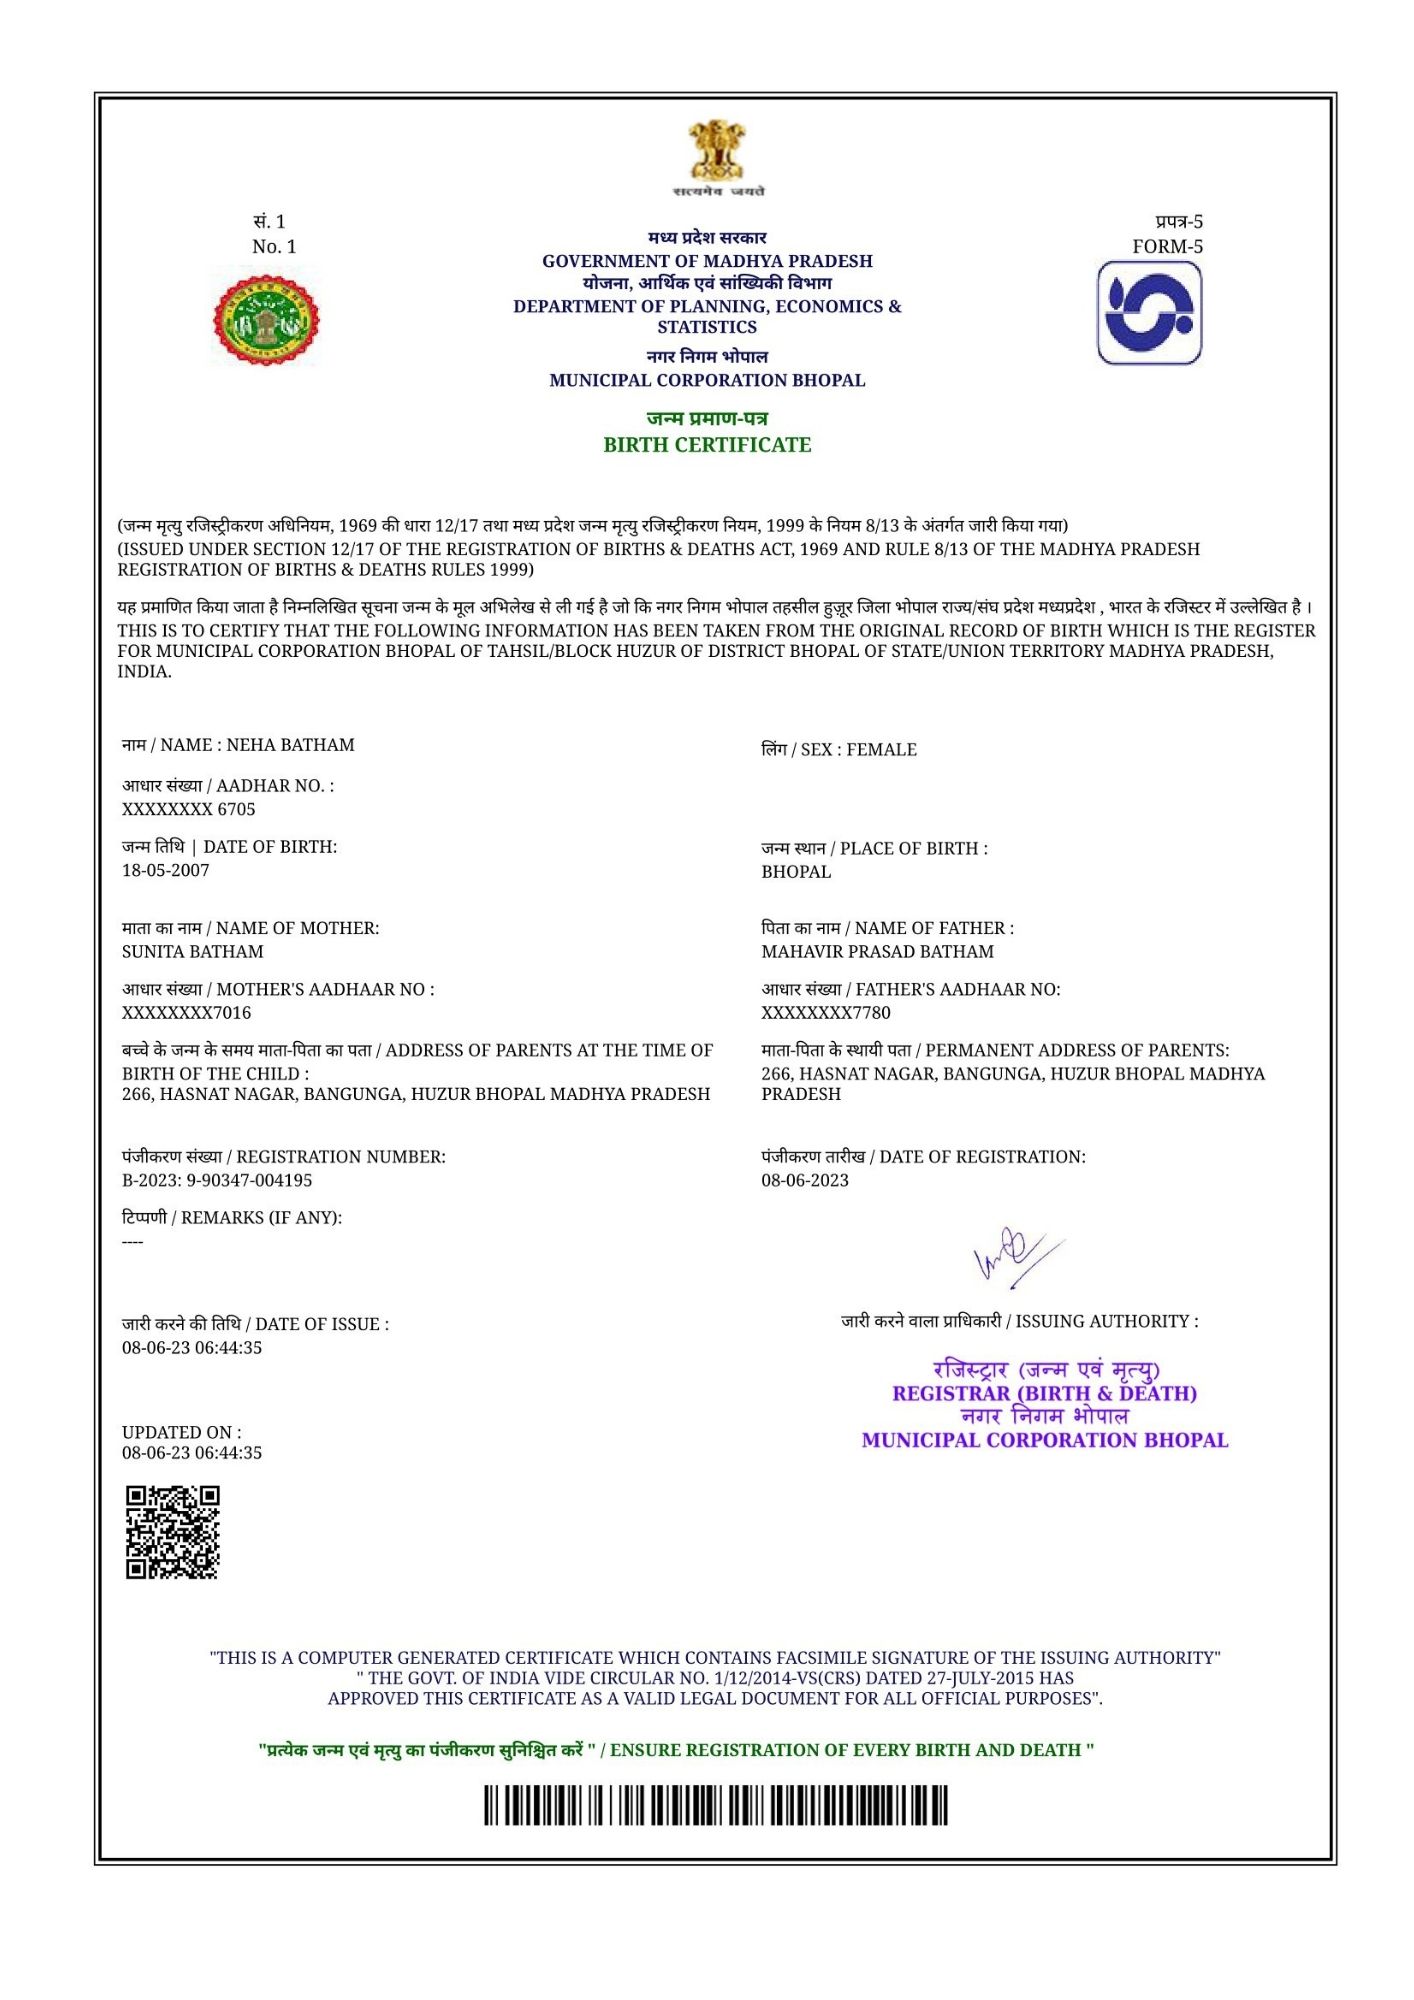 सत्यमेव जयते
सं. 1
No. 1
प्रपत्र-5
FORM-5
मध्य प्रदेश सरकार
GOVERNMENT OF MADHYA PRADESH
योजना, आर्थिक एवं सांख्यिकी विभाग
DEPARTMENT OF PLANNING, ECONOMICS &
STATISTICS
नगर निगम भोपाल
MUNICIPAL CORPORATION BHOPAL
जन्म प्रमाण-पत्र
BIRTH CERTIFICATE
(जन्म मृत्यु रजिस्ट्रीकरण अधिनियम, 1969 की धारा 12/17 तथा मध्य प्रदेश जन्म मृत्यु रजिस्ट्रीकरण नियम, 1999 के नियम 8/13 के अंतर्गत जारी किया गया)
(ISSUED UNDER SECTION 12/17 OF THE REGISTRATION OF BIRTHS & DEATHS ACT, 1969 AND RULE 8/13 OF THE MADHYA PRADESH
REGISTRATION OF BIRTHS & DEATHS RULES 1999)
यह प्रमाणित किया जाता है निम्नलिखित सूचना जन्म के मूल अभिलेख से ली गई है जो कि नगर निगम भोपाल तहसील हुज़ूर जिला भोपाल राज्य/संघ प्रदेश मध्यप्रदेश , भारत के रजिस्टर में उल्लेखित है ।
THIS IS TO CERTIFY THAT THE FOLLOWING INFORMATION HAS BEEN TAKEN FROM THE ORIGINAL RECORD OF BIRTH WHICH IS THE REGISTER
FOR MUNICIPAL CORPORATION BHOPAL OF TAHSIL/BLOCK HUZUR OF DISTRICT BHOPAL OF STATE/UNION TERRITORY MADHYA PRADESH,
INDIA.
नाम / NAME : NEHA BATHAM
लिंग / SEX : FEMALE
आधार संख्या / AADHAR NO. :
XXXXXXXX 6705
जन्म तिथि | DATE OF BIRTH:
18-05-2007
जन्म स्थान / PLACE OF BIRTH :
BHOPAL
माता का नाम / NAME OF MOTHER:
SUNITA BATHAM
पिता का नाम / NAME OF FATHER :
MAHAVIR PRASAD BATHAM
आधार संख्या / MOTHER'S AADHAAR NO :
XXXXXXXX7016
आधार संख्या / FATHER'S AADHAAR NO:
XXXXXXXX7780
बच्चे के जन्म के समय माता-पिता का पता / ADDRESS OF PARENTS AT THE TIME OF
BIRTH OF THE CHILD :
266, HASNAT NAGAR, BANGUNGA, HUZUR BHOPAL MADHYA PRADESH
माता-पिता के स्थायी पता / PERMANENT ADDRESS OF PARENTS:
266, HASNAT NAGAR, BANGUNGA, HUZUR BHOPAL MADHYA
PRADESH
पंजीकरण संख्या / REGISTRATION NUMBER:
B-2023: 9-90347-004195
पंजीकरण तारीख / DATE OF REGISTRATION:
08-06-2023
टिप्पणी / REMARKS (IF ANY):
----
जारी करने की तिथि / DATE OF ISSUE :
08-06-23 06:44:35
जारी करने वाला प्राधिकारी / ISSUING AUTHORITY :
रजिस्ट्रार (जन्म एवं मृत्यु)
REGISTRAR (BIRTH & DEATH)
नगर निगम भोपाल
MUNICIPAL CORPORATION BHOPAL
UPDATED ON :
08-06-23 06:44:35
"THIS IS A COMPUTER GENERATED CERTIFICATE WHICH CONTAINS FACSIMILE SIGNATURE OF THE ISSUING AUTHORITY"
" THE GOVT. OF INDIA VIDE CIRCULAR NO. 1/12/2014-VS(CRS) DATED 27-JULY-2015 HAS
APPROVED THIS CERTIFICATE AS A VALID LEGAL DOCUMENT FOR ALL OFFICIAL PURPOSES".
"प्रत्येक जन्म एवं मृत्यु का पंजीकरण सुनिश्चित करें " / ENSURE REGISTRATION OF EVERY BIRTH AND DEATH "